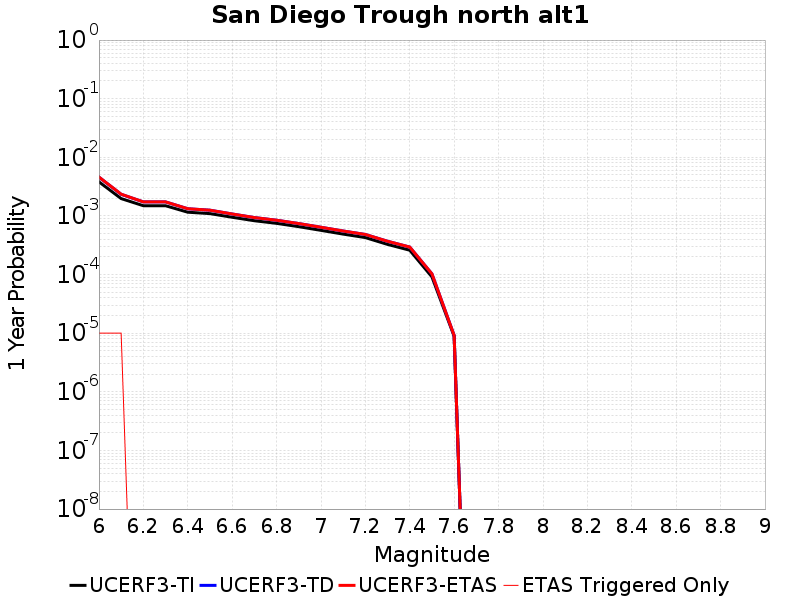 San Diego Trough north alt1
10^0
10^-1
10^-2
10^-3
10^-4
10^-5
10^-6
10^-7
10^-8
1 Year Probability
6 6.2 6.4 6.6 6.8 7 7.2 7.4 7.6 7.8 8 8.2 8.4 8.6 8.8 9
Magnitude
UCERF3-TI UCERF3-TD UCERF3-ETAS ETAS Triggered Only